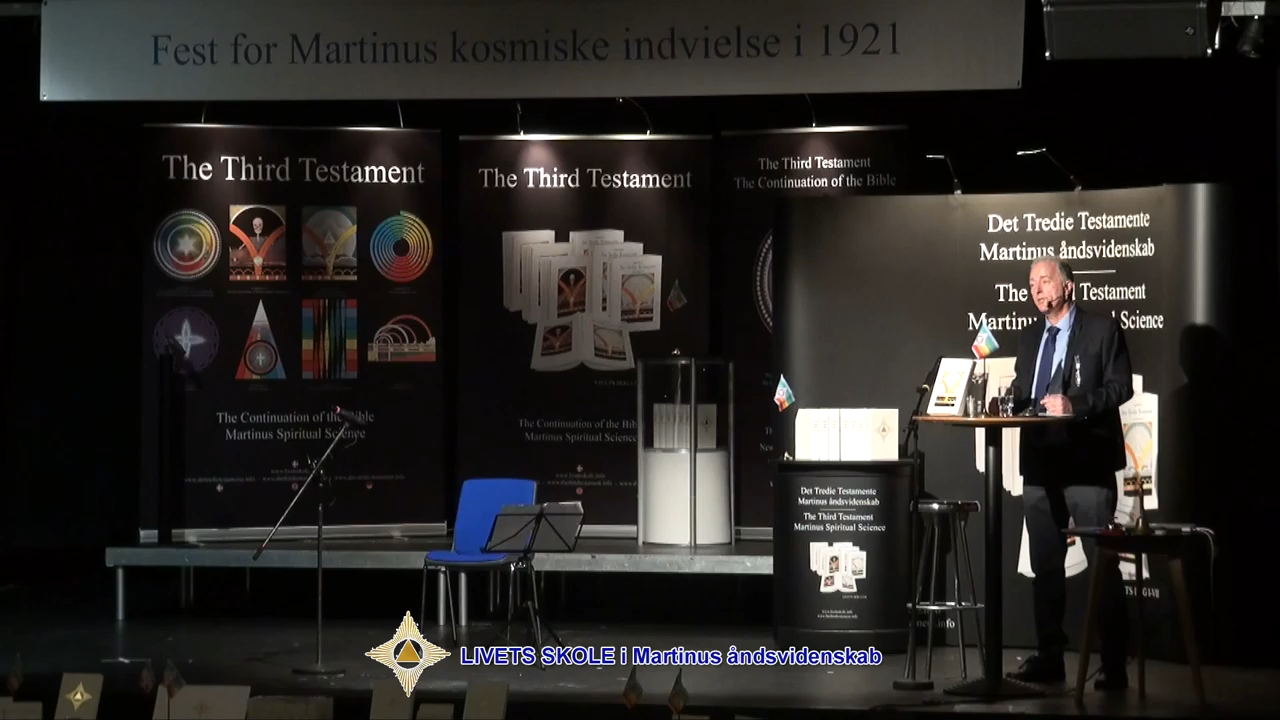 Fest for Martinus kosmiske indvielse i 1921
The Third Testament
The Continuation of the Bible
Martinus Spiritual Science
The Third Testament
The Continuation of the Bib
Martinus Spiritual Science
The Third Testament
The Continuation of the Bible
Det Tredie Testamente
Martinus åndsvidenskab
The Testament
Martinu Science
Det Tredie Testamente
Martinus åndsvidenskab
The Third Testament
Martinus Spiritual Science
LIVETS SKOLE i Martinus åndsvidenskab